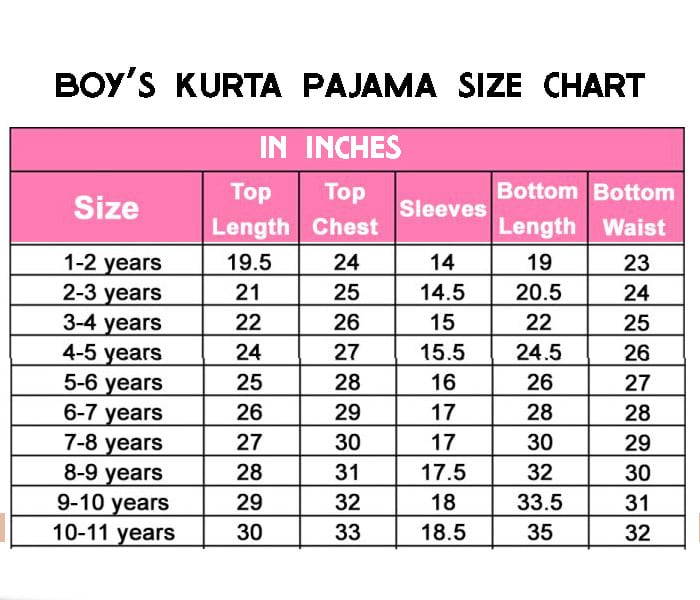 BOY'S KURTA PAJAMA SIZE CHART
IN INCHES
Size Top Length Top Chest Sleeves Bottom Length Bottom Waist
1-2 years 19.5 24 14 19 23
2-3 years 21 25 14.5 20.5 24
3-4 years 22 26 15 22 25
4-5 years 24 27 15.5 24.5 26
5-6 years 25 28 16 26 27
6-7 years 26 29 17 28 28
7-8 years 27 30 17 30 29
8-9 years 28 31 17.5 32 30
9-10 years 29 32 18 33.5 31
10-11 years 30 33 18.5 35 32